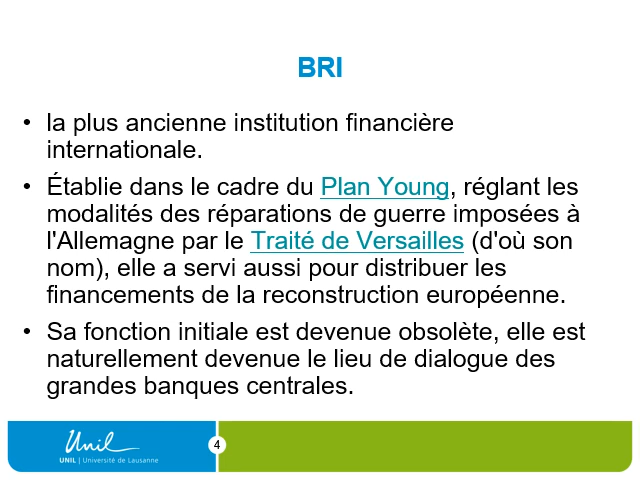 BRI
• la plus ancienne institution financière
internationale.
• Établie dans le cadre du Plan Young, réglant les
modalités des réparations de guerre imposées à
l'Allemagne par le Traité de Versailles (d'où son
nom), elle a servi aussi pour distribuer les
financements de la reconstruction européenne.
• Sa fonction initiale est devenue obsolète, elle est
naturellement devenue le lieu de dialogue des
grandes banques centrales.
Unil
UNIL | Université de Lausanne
4